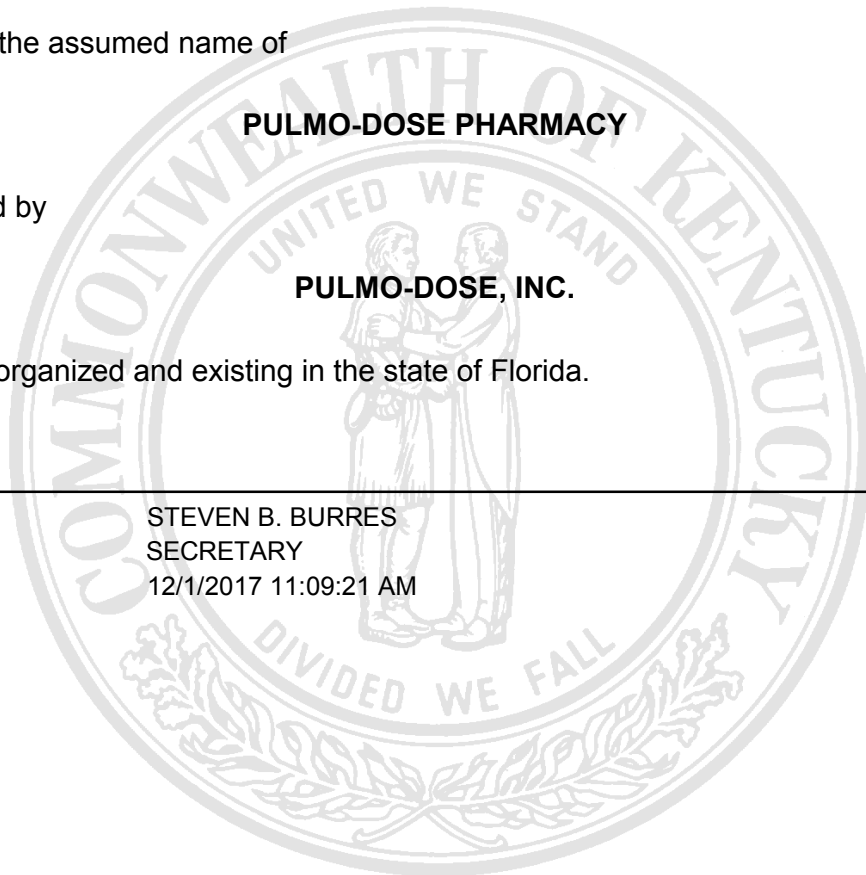 the assumed name of
PULMO-DOSE PHARMACY
d by
PULMO-DOSE, INC.
organized and existing in the state of Florida.
STEVEN B. BURRES
SECRETARY
12/1/2017 11:09:21 AM
COMMONWEALTH OF KENTUCKY
UNITED WE STAND
DIVIDED WE FALL